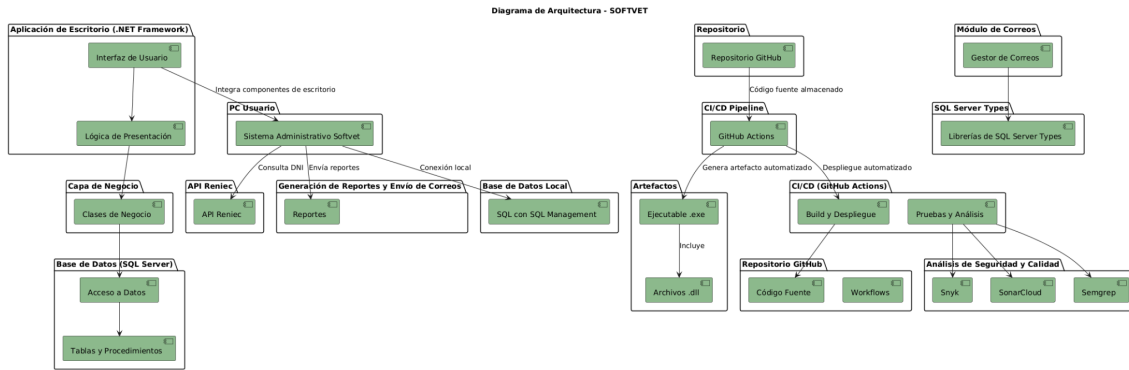 Diagrama de Arquitectura - SOFTVET
Aplicación de Escritorio (.NET Framework)
Interfaz de Usuario
Integra componentes de escritorio
Lógica de Presentación
PC Usuario
Sistema Administrativo Softvet
Consulta DNI
Envía reportes
Conexión local
Capa de Negocio
Clases de Negocio
API Reniec
API Reniec
Generación de Reportes y Envío de Correos
Reportes
Base de Datos Local
SQL con SQL Management
Base de Datos (SQL Server)
Acceso a Datos
Tablas y Procedimientos
Repositorio
Repositorio GitHub
Código fuente almacenado
CI/CD Pipeline
GitHub Actions
Genera artefacto automatizado
Despliegue automatizado
Artefactos
Ejecutable .exe
Incluye
Archivos .dll
CI/CD (GitHub Actions)
Build y Despliegue
Pruebas y Análisis
Repositorio GitHub
Código Fuente
Workflows
Análisis de Seguridad y Calidad
Snyk
SonarCloud
Semgrep
Módulo de Correos
Gestor de Correos
SQL Server Types
Librerías de SQL Server Types